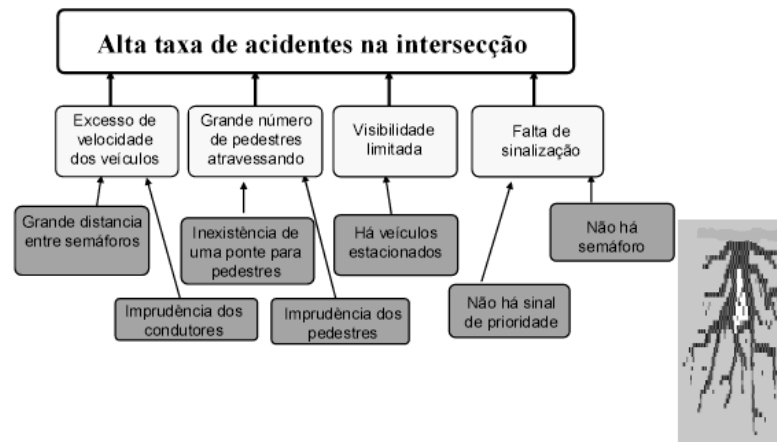 Alta taxa de acidentes na intersecção
Excesso de
velocidade
dos veículos
Grande número
de pedestres
atravessando
Visibilidade
limitada
Falta de
sinalização
Grande distancia
entre semáforos
Inexistência de
uma ponte para
pedestres
Há veículos
estacionados
Não há
semáforo
Imprudència dos
condutores
Imprudència dos
pedestres
Não há sinal
de prioridade